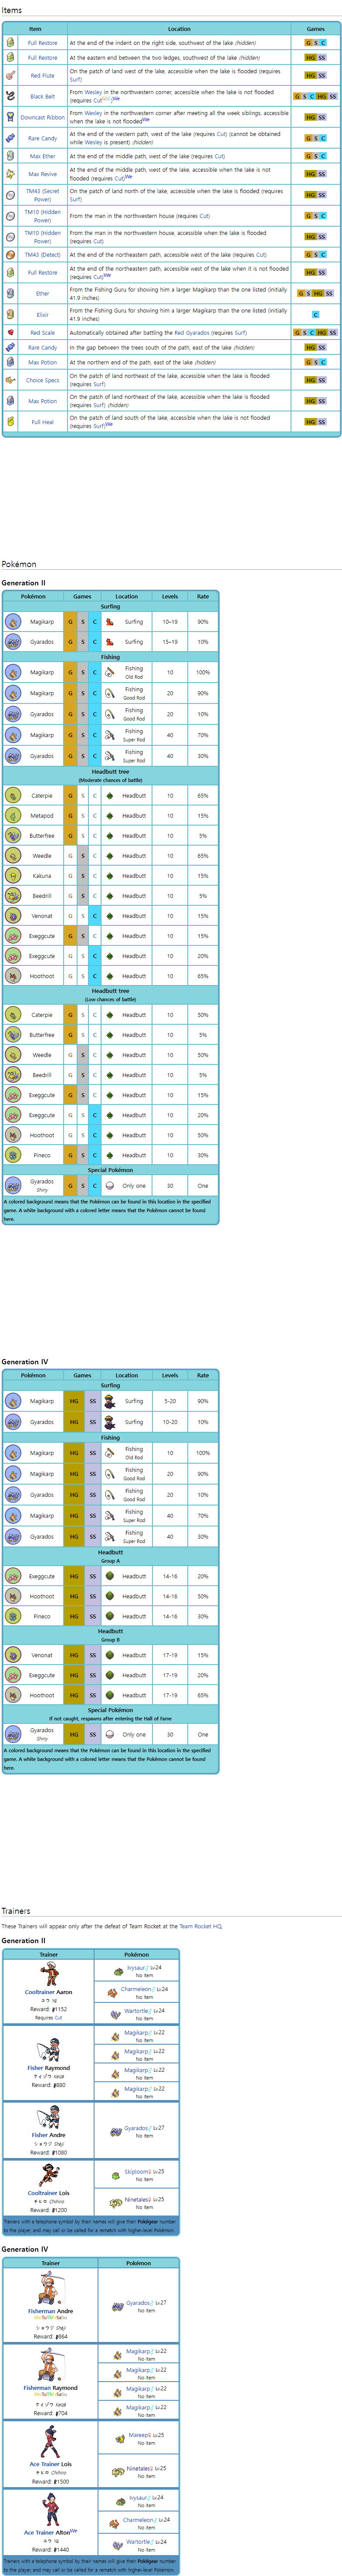 Items
Item Location Games
Full Restore At the end of the indent on the right side, southwest of the lake (hidden) G S C
Full Restore At the eastern end between the two ledges, southwest of the lake (hidden) HG SS
Red Flute On the patch of land west of the lake, accessible when the lake is flooded (requires
Surf) HG SS
Black Belt From Wesley in the northwestern corner, accessible when the lake is not flooded
(requires Cut GSC)We G S C HG SS
Downcast Ribbon From Wesley in the northwestern corner after meeting all the week siblings, accessible
when the lake is not floodedWe HG SS
Rare Candy At the end of the western path, west of the lake (requires Cut) (cannot be obtained
while Wesley is present) (hidden) G S C
Max Ether At the end of the middle path, west of the lake (requires Cut) G S C
Max Revive At the end of the middle path, west of the lake, accessible when the lake is not
flooded (requires Cut)We HG SS
TM43 (Secret
Power) On the patch of land north of the lake, accessible when the lake is flooded (requires
Surf) HG SS
TM10 (Hidden
Power) From the man in the northwestern house (requires Cut) G S C
TM10 (Hidden
Power) From the man in the northwestern house, accessible when the lake is flooded
(requires Cut) HG SS
TM43 (Detect) At the end of the northeastern path, accessible west of the lake (requires Cut) G S C
Full Restore At the end of the northeastern path, accessible west of the lake when it is not flooded
(requires Cut)We HG SS
Ether From the Fishing Guru for showing him a larger Magikarp than the one listed (initially
41.9 inches) G S HG SS
Elixir From the Fishing Guru for showing him a larger Magikarp than the one listed (initially
41.9 inches) C
Red Scale Automatically obtained after battling the Red Gyarados (requires Surf) G S C HG SS
Rare Candy In the gap between the trees south of the path, east of the lake (hidden) HG SS
Max Potion At the northern end of the path, east of the lake (hidden) G S C
Choice Specs On the patch of land northeast of the lake, accessible when the lake is flooded
(requires Surf) HG SS
Max Potion On the patch of land northeast of the lake, accessible when the lake is flooded
(requires Surf) (hidden) HG SS
Full Heal On the patch of land south of the lake, accessible when the lake is not flooded
(requires Surf)We HG SS
Pokémon
Generation II
Pokémon Games Location Levels Rate
Surfing
Magikarp G S C Surfing 10–19 90%
Gyarados G S C Surfing 15–19 10%
Fishing
Magikarp G S C Fishing
Old Rod 10 100%
Magikarp G S C Fishing
Good Rod 20 90%
Gyarados G S C Fishing
Good Rod 20 10%
Magikarp G S C Fishing
Super Rod 40 70%
Gyarados G S C Fishing
Super Rod 40 30%
Headbutt tree
(Moderate chances of battle)
Caterpie G S C Headbutt 10 65%
Metapod G S C Headbutt 10 15%
Butterfree G S C Headbutt 10 5%
Weedle G S C Headbutt 10 65%
Kakuna G S C Headbutt 10 15%
Beedrill G S C Headbutt 10 5%
Venonat G S C Headbutt 10 15%
Exeggcute G S C Headbutt 10 15%
Exeggcute G S C Headbutt 10 20%
Hoothoot G S C Headbutt 10 65%
Headbutt tree
(Low chances of battle)
Caterpie G S C Headbutt 10 50%
Butterfree G S C Headbutt 10 5%
Weedle G S C Headbutt 10 50%
Beedrill G S C Headbutt 10 5%
Exeggcute G S C Headbutt 10 15%
Exeggcute G S C Headbutt 10 20%
Hoothoot G S C Headbutt 10 50%
Pineco G S C Headbutt 10 30%
Special Pokémon
Gyarados
Shiny G S C Only one 30 One
A colored background means that the Pokémon can be found in this location in the specified
game. A white background with a colored letter means that the Pokémon cannot be found
here.
Generation IV
Pokémon Games Location Levels Rate
Surfing
Magikarp HG SS Surfing 5-20 90%
Gyarados HG SS Surfing 10-20 10%
Fishing
Magikarp HG SS Fishing
Old Rod 10 100%
Magikarp HG SS Fishing
Good Rod 20 90%
Gyarados HG SS Fishing
Good Rod 20 10%
Magikarp HG SS Fishing
Super Rod 40 70%
Gyarados HG SS Fishing
Super Rod 40 30%
Headbutt
Group A
Exeggcute HG SS Headbutt 14-16 20%
Hoothoot HG SS Headbutt 14-16 50%
Pineco HG SS Headbutt 14-16 30%
Headbutt
Group B
Venonat HG SS Headbutt 17-19 15%
Exeggcute HG SS Headbutt 17-19 20%
Hoothoot HG SS Headbutt 17-19 65%
Special Pokémon
If not caught, respawns after entering the Hall of Fame
Gyarados
Shiny HG SS Only one 30 One
A colored background means that the Pokémon can be found in this location in the specified
game. A white background with a colored letter means that the Pokémon cannot be found
here.
Trainers
These Trainers will appear only after the defeat of Team Rocket at the Team Rocket HQ.
Generation II
Trainer Pokémon
Cooltrainer Aaron
ユウ Yū
Reward: 1152
Requires Cut
Ivysaur♂ Lv.24
No item
Charmeleon♂ Lv.24
No item
Wartortle♂ Lv.24
No item
Fisher Raymond
ケイゾウ Keizō
Reward: 880
Magikarp♂ Lv.22
No item
Magikarp♂ Lv.22
No item
Magikarp♂ Lv.22
No item
Magikarp♂ Lv.22
No item
Fisher Andre
ショウジ Shōji
Reward: 1080
Gyarados♂ Lv.27
No item
Cooltrainer Lois
チヒロ Chihiro
Reward: 1200
Skiploom♀ Lv.25
No item
Ninetales♀ Lv.25
No item
Trainers with a telephone symbol by their names will give their Pokégear number
to the player, and may call or be called for a rematch with higher-level Pokémon.
Generation IV
Trainer Pokémon
Fisherman Andre
ショウジ Shōji
Reward: 864
Gyarados♂ Lv.27
No item
Fisherman Raymond
ケイゾウ Keizō
Reward: 704
Magikarp♂ Lv.22
No item
Magikarp♂ Lv.22
No item
Magikarp♂ Lv.22
No item
Magikarp♂ Lv.22
No item
Ace Trainer Lois
チヒロ Chihiro
Reward: 1500
Mareep♀ Lv.25
No item
Ninetales♀ Lv.25
No item
Ace Trainer AltonWe
ユウ Yū
Reward: 1440
Ivysaur♂ Lv.24
No item
Charmeleon♂ Lv.24
No item
Wartortle♂ Lv.24
No item
Trainers with a telephone symbol by their names will give their Pokégear number
to the player, and may call or be called for a rematch with higher-level Pokémon.